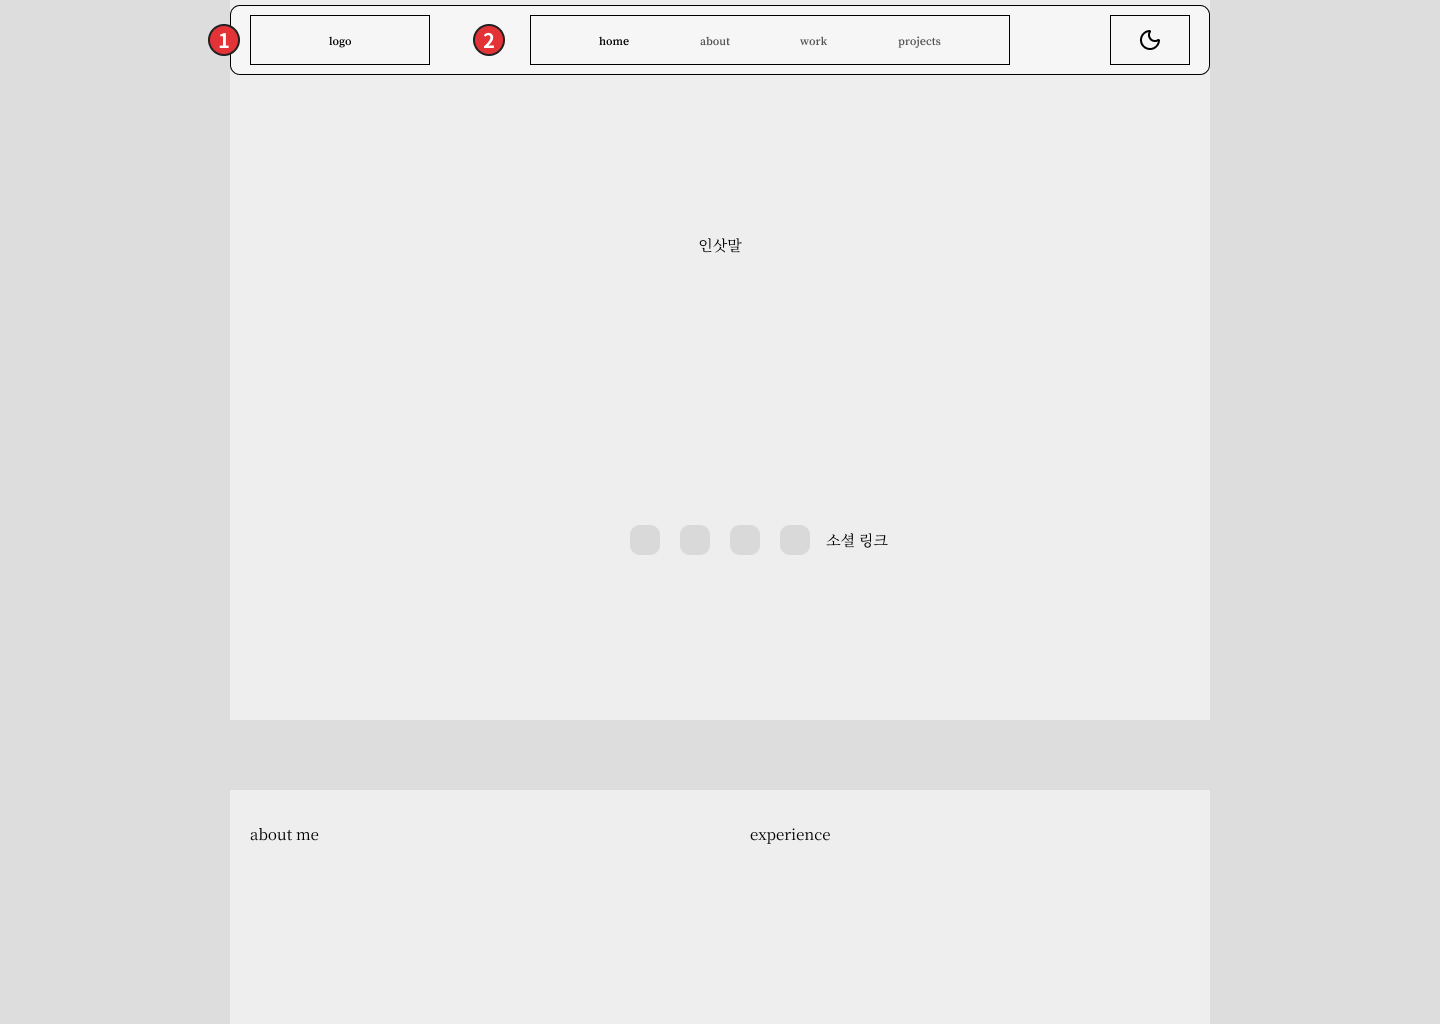 1
logo
2
home
about
work
projects
인삿말
소셜 링크
about me
experience